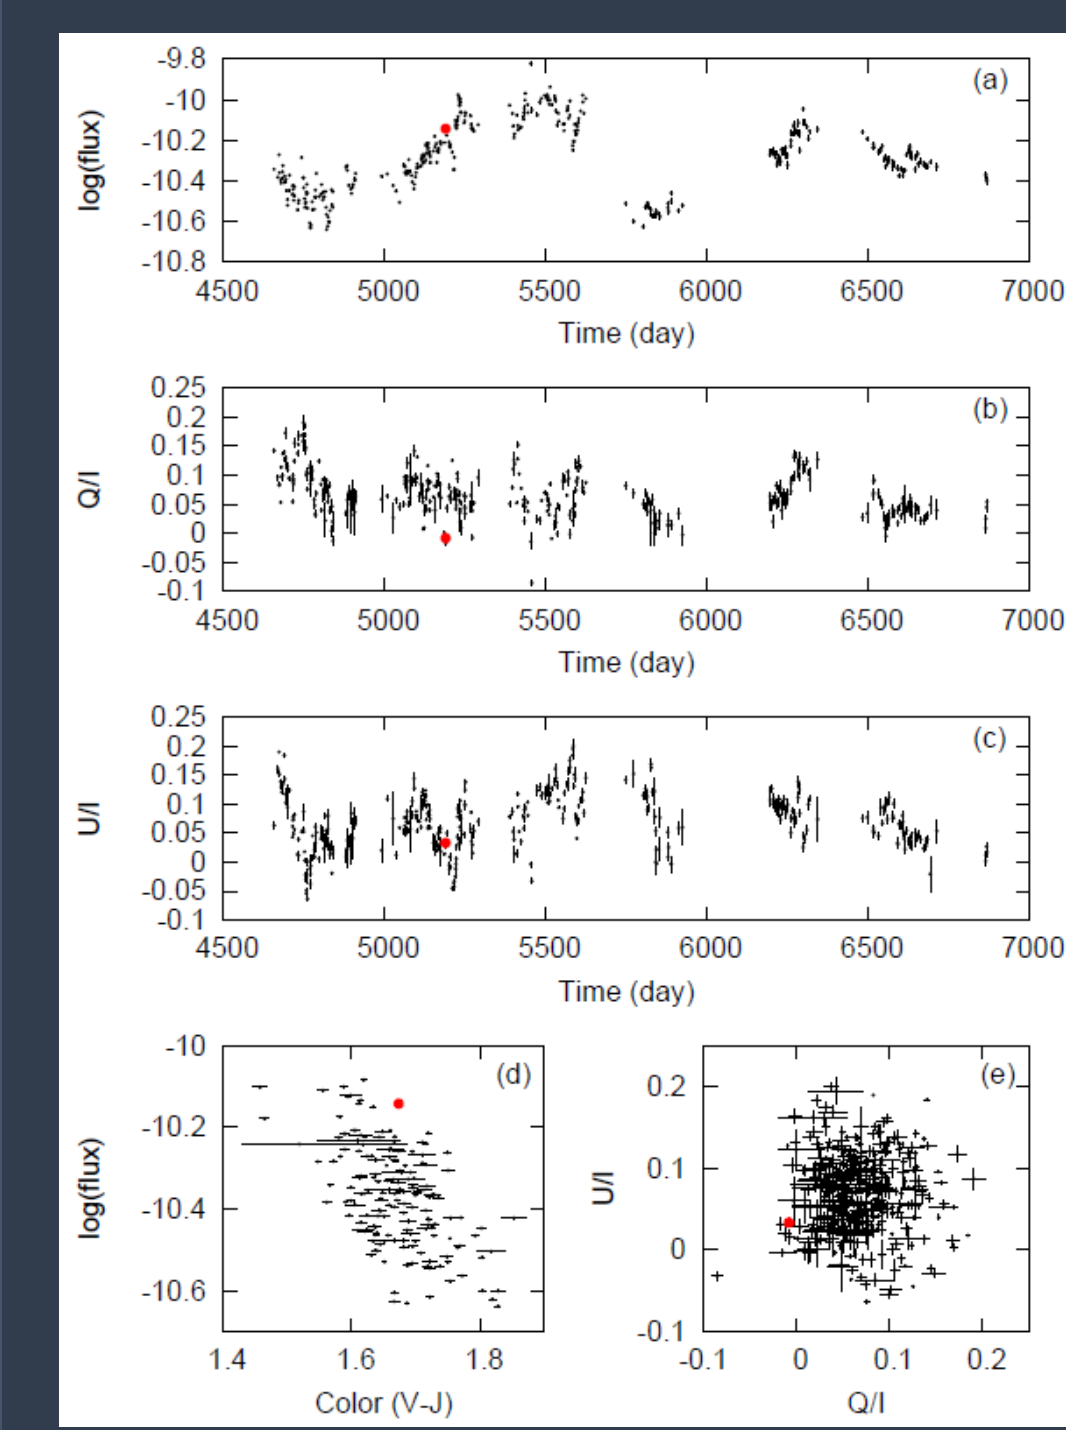 (a)
log(flux)
-9.8
-10
-10.2
-10.4
-10.6
-10.8
4500 5000 5500 6000 6500 7000
Time (day)
(b)
Q/I
0.25
0.2
0.15
0.1
0.05
0
-0.05
-0.1
4500 5000 5500 6000 6500 7000
Time (day)
(c)
U/I
0.25
0.2
0.15
0.1
0.05
0
-0.05
-0.1
4500 5000 5500 6000 6500 7000
Time (day)
(d)
log(flux)
-10
-10.2
-10.4
-10.6
1.4 1.6 1.8
Color (V-J)
(e)
U/I
0.2
0.1
0
-0.1
-0.1 0 0.1 0.2
Q/I